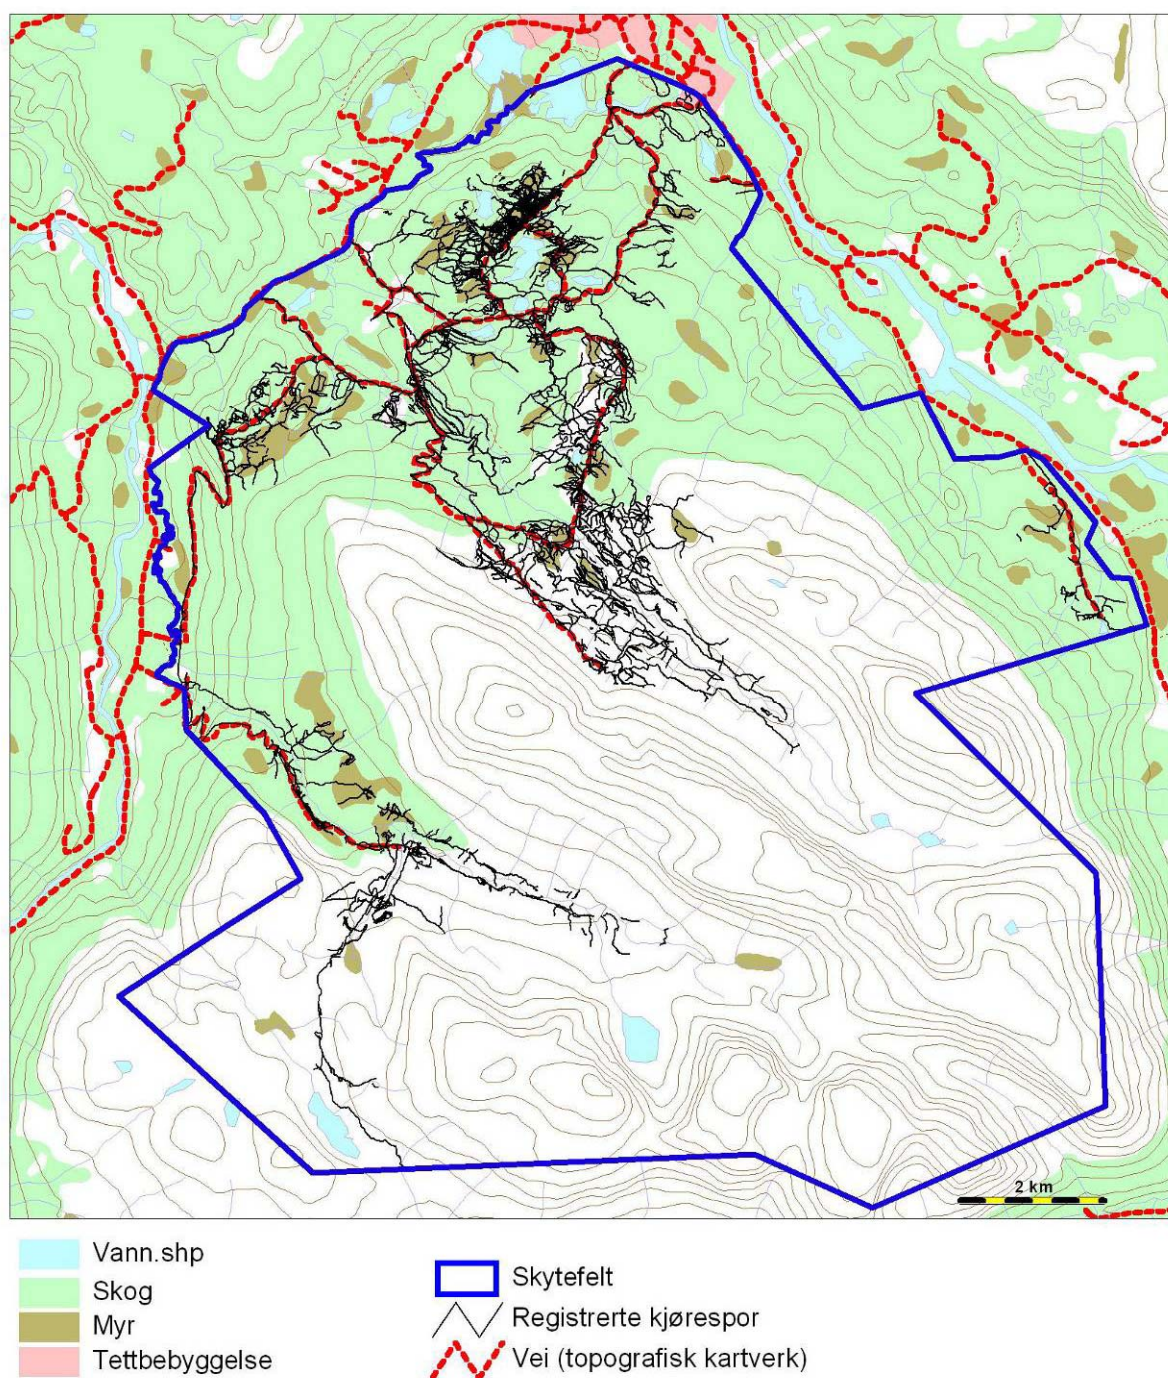 2 km
Vann.shp
Skog
Myr
Tettbebyggelse
Skytefelt
Registrerte kjørespor
Vei (topografisk kartverk)